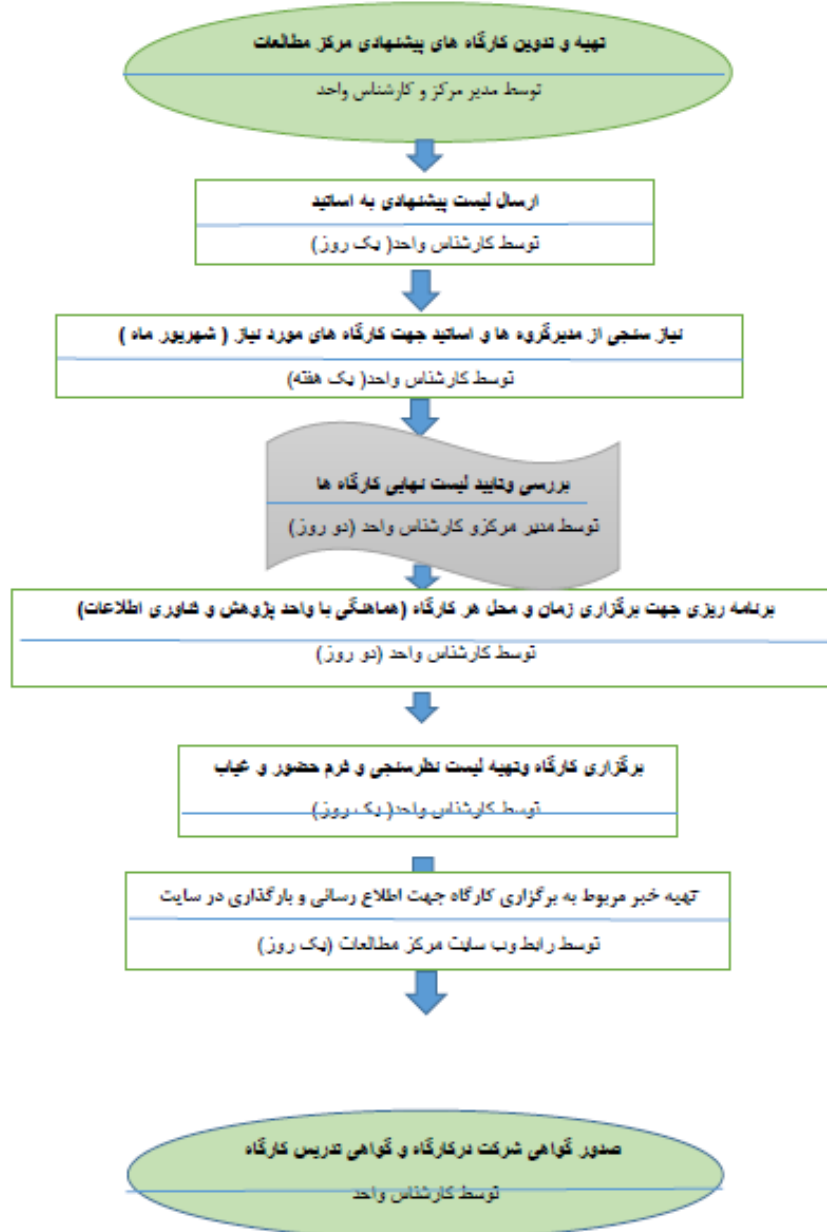 تهیه و تدوین کارگاه های پیشنهادی مرکز مطالعات
توسط مدیر مرکز و کارشناس واحد
ارسال لیست پیشنهادی به اساتید
توسط کارشناس واحد( یک روز)
نیاز سنجی از مدیرگروه ها و اساتید جهت کارگاه های مورد نیاز ( شهریور ماه )
توسط کارشناس واحد( یک هفته)
بررسی وتایید لیست نهایی کارگاه ها
توسط مدیر مرکزو کارشناس واحد (دو روز)
برنامه ریزی جهت برگزاری زمان و محل هر کارگاه (هماهنگی با واحد پژوهش و فناوری اطلاعات)
توسط کارشناس واحد (دو روز)
برگزاری کارگاه وتهیه لیست نظرسنجی و فرم حضور و غیاب
توسط کارشناس واحد( یک روز)
تهیه خبر مربوط به برگزاری کارگاه جهت اطلاع رسانی و بارگذاری در سایت
توسط رابط وب سایت مرکز مطالعات (یک روز)
صدور گواهی شرکت درکارگاه و گواهی تدریس کارگاه
توسط کارشناس واحد